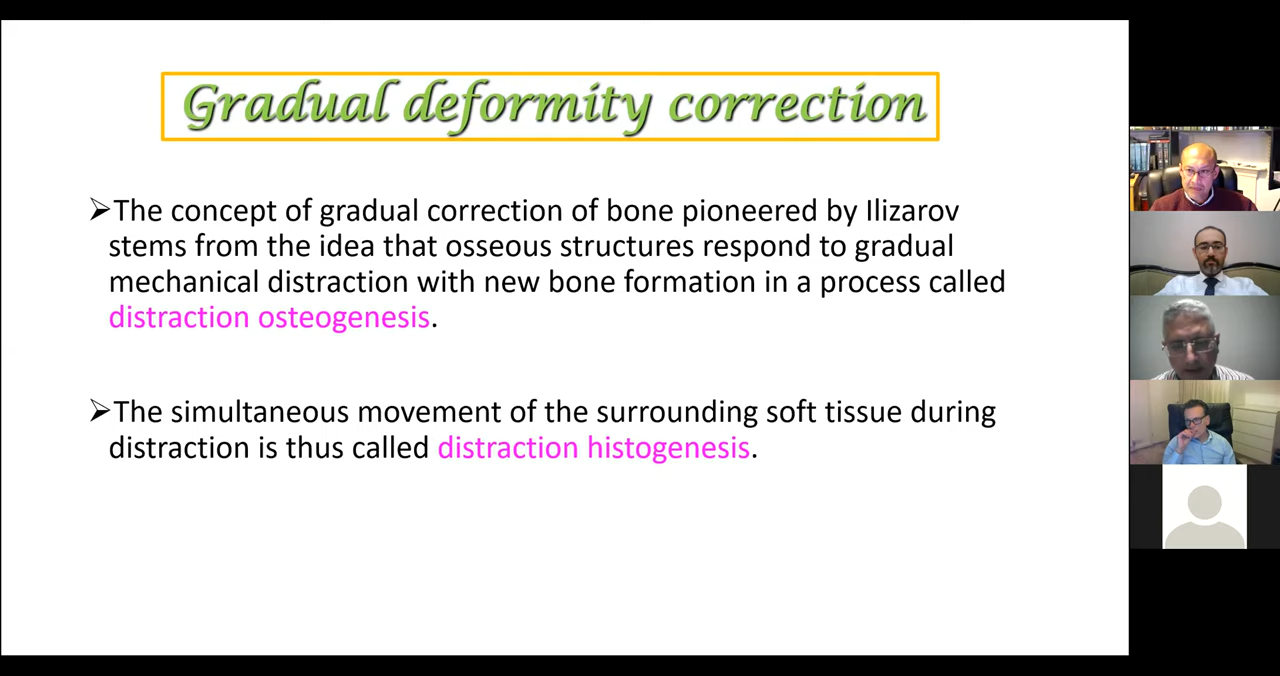 Gradual deformity correction
➢The concept of gradual correction of bone pioneered by Ilizarov
stems from the idea that osseous structures respond to gradual
mechanical distraction with new bone formation in a process called
distraction osteogenesis.
➢The simultaneous movement of the surrounding soft tissue during
distraction is thus called distraction histogenesis.